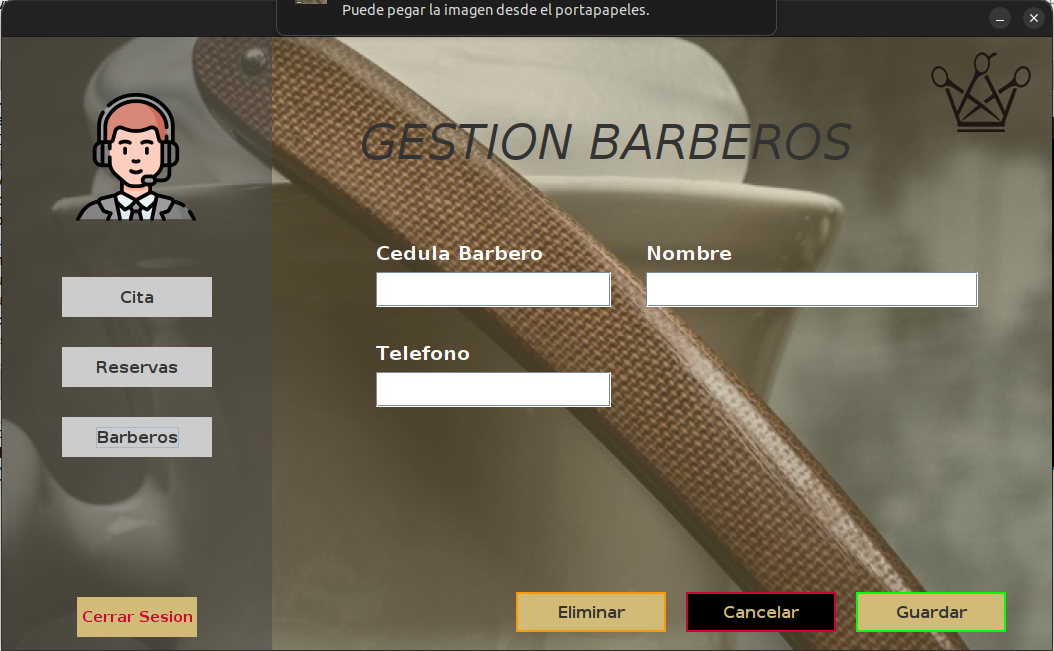 Puede pegar la imagen desde el portapapeles.
GESTION BARBEROS
Cedula Barbero
Nombre
Telefono
Cita
Reservas
Barberos
Cerrar Sesion
Eliminar
Cancelar
Guardar